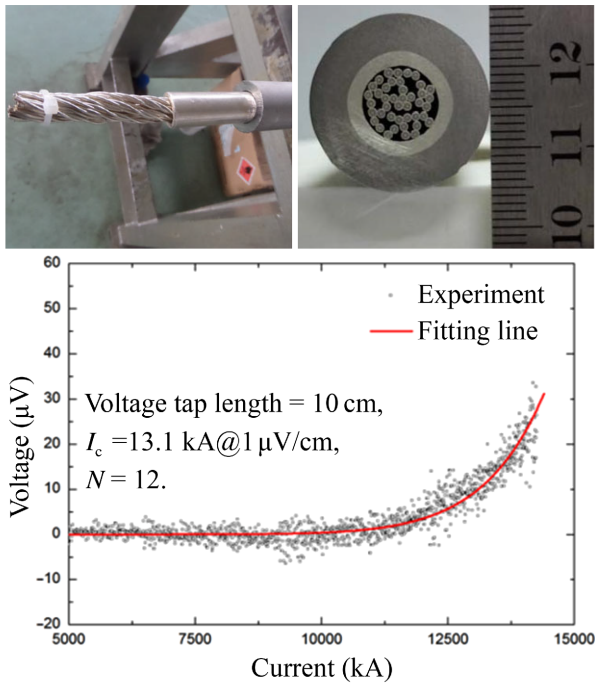 12
11
10
60
50
40
30
20
10
0
−10
−20
Voltage (μV)
Experiment
Fitting line
Voltage tap length = 10 cm,
Ic =13.1 kA@1 μV/cm,
N = 12.
5000 7500 10000 12500 15000
Current (kA)